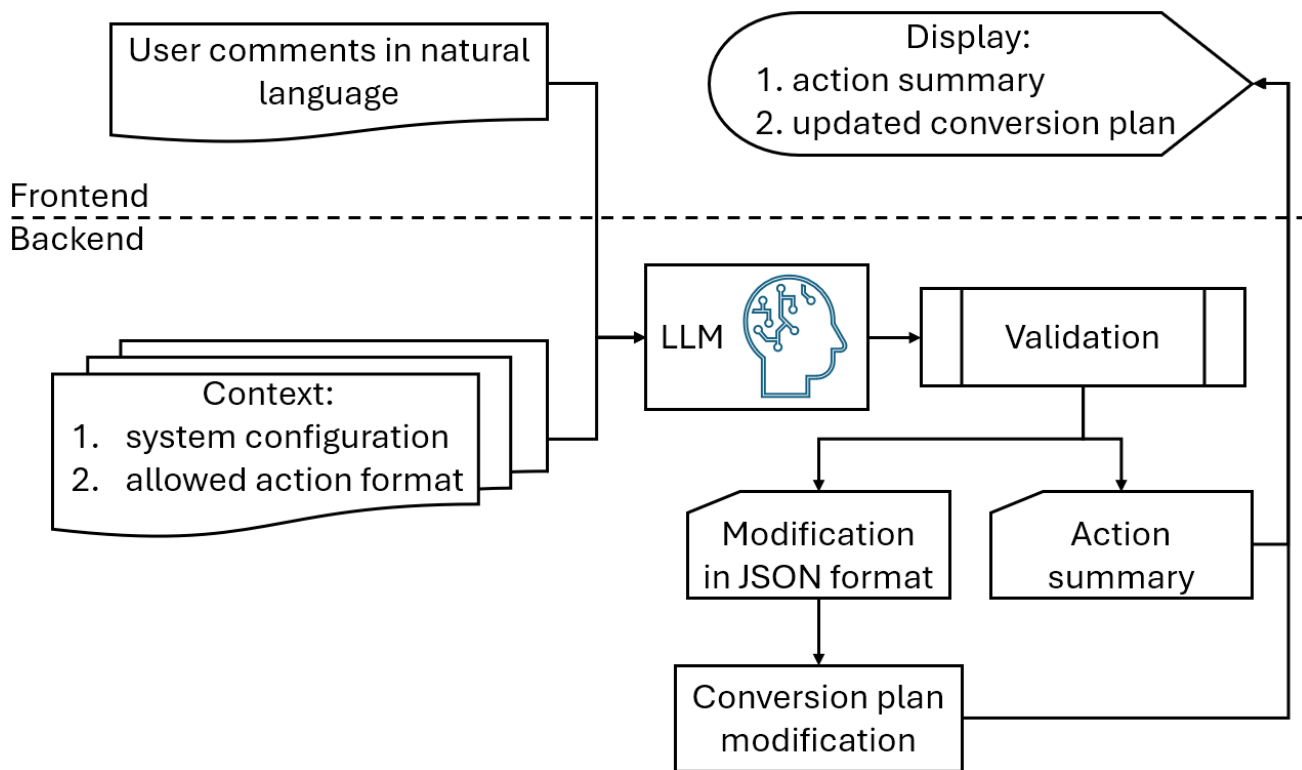 User comments in natural
language
Display:
1. action summary
2. updated conversion plan
Frontend
Backend
LLM
Validation
Context:
1. system configuration
2. allowed action format
Modification
in JSON format
Action
summary
Conversion plan
modification